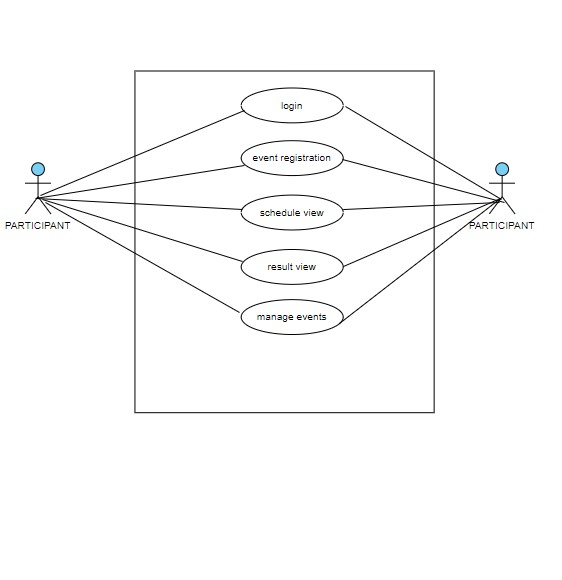 login
event registration
schedule view
result view
manage events
PARTICIPANT
PARTICIPANT